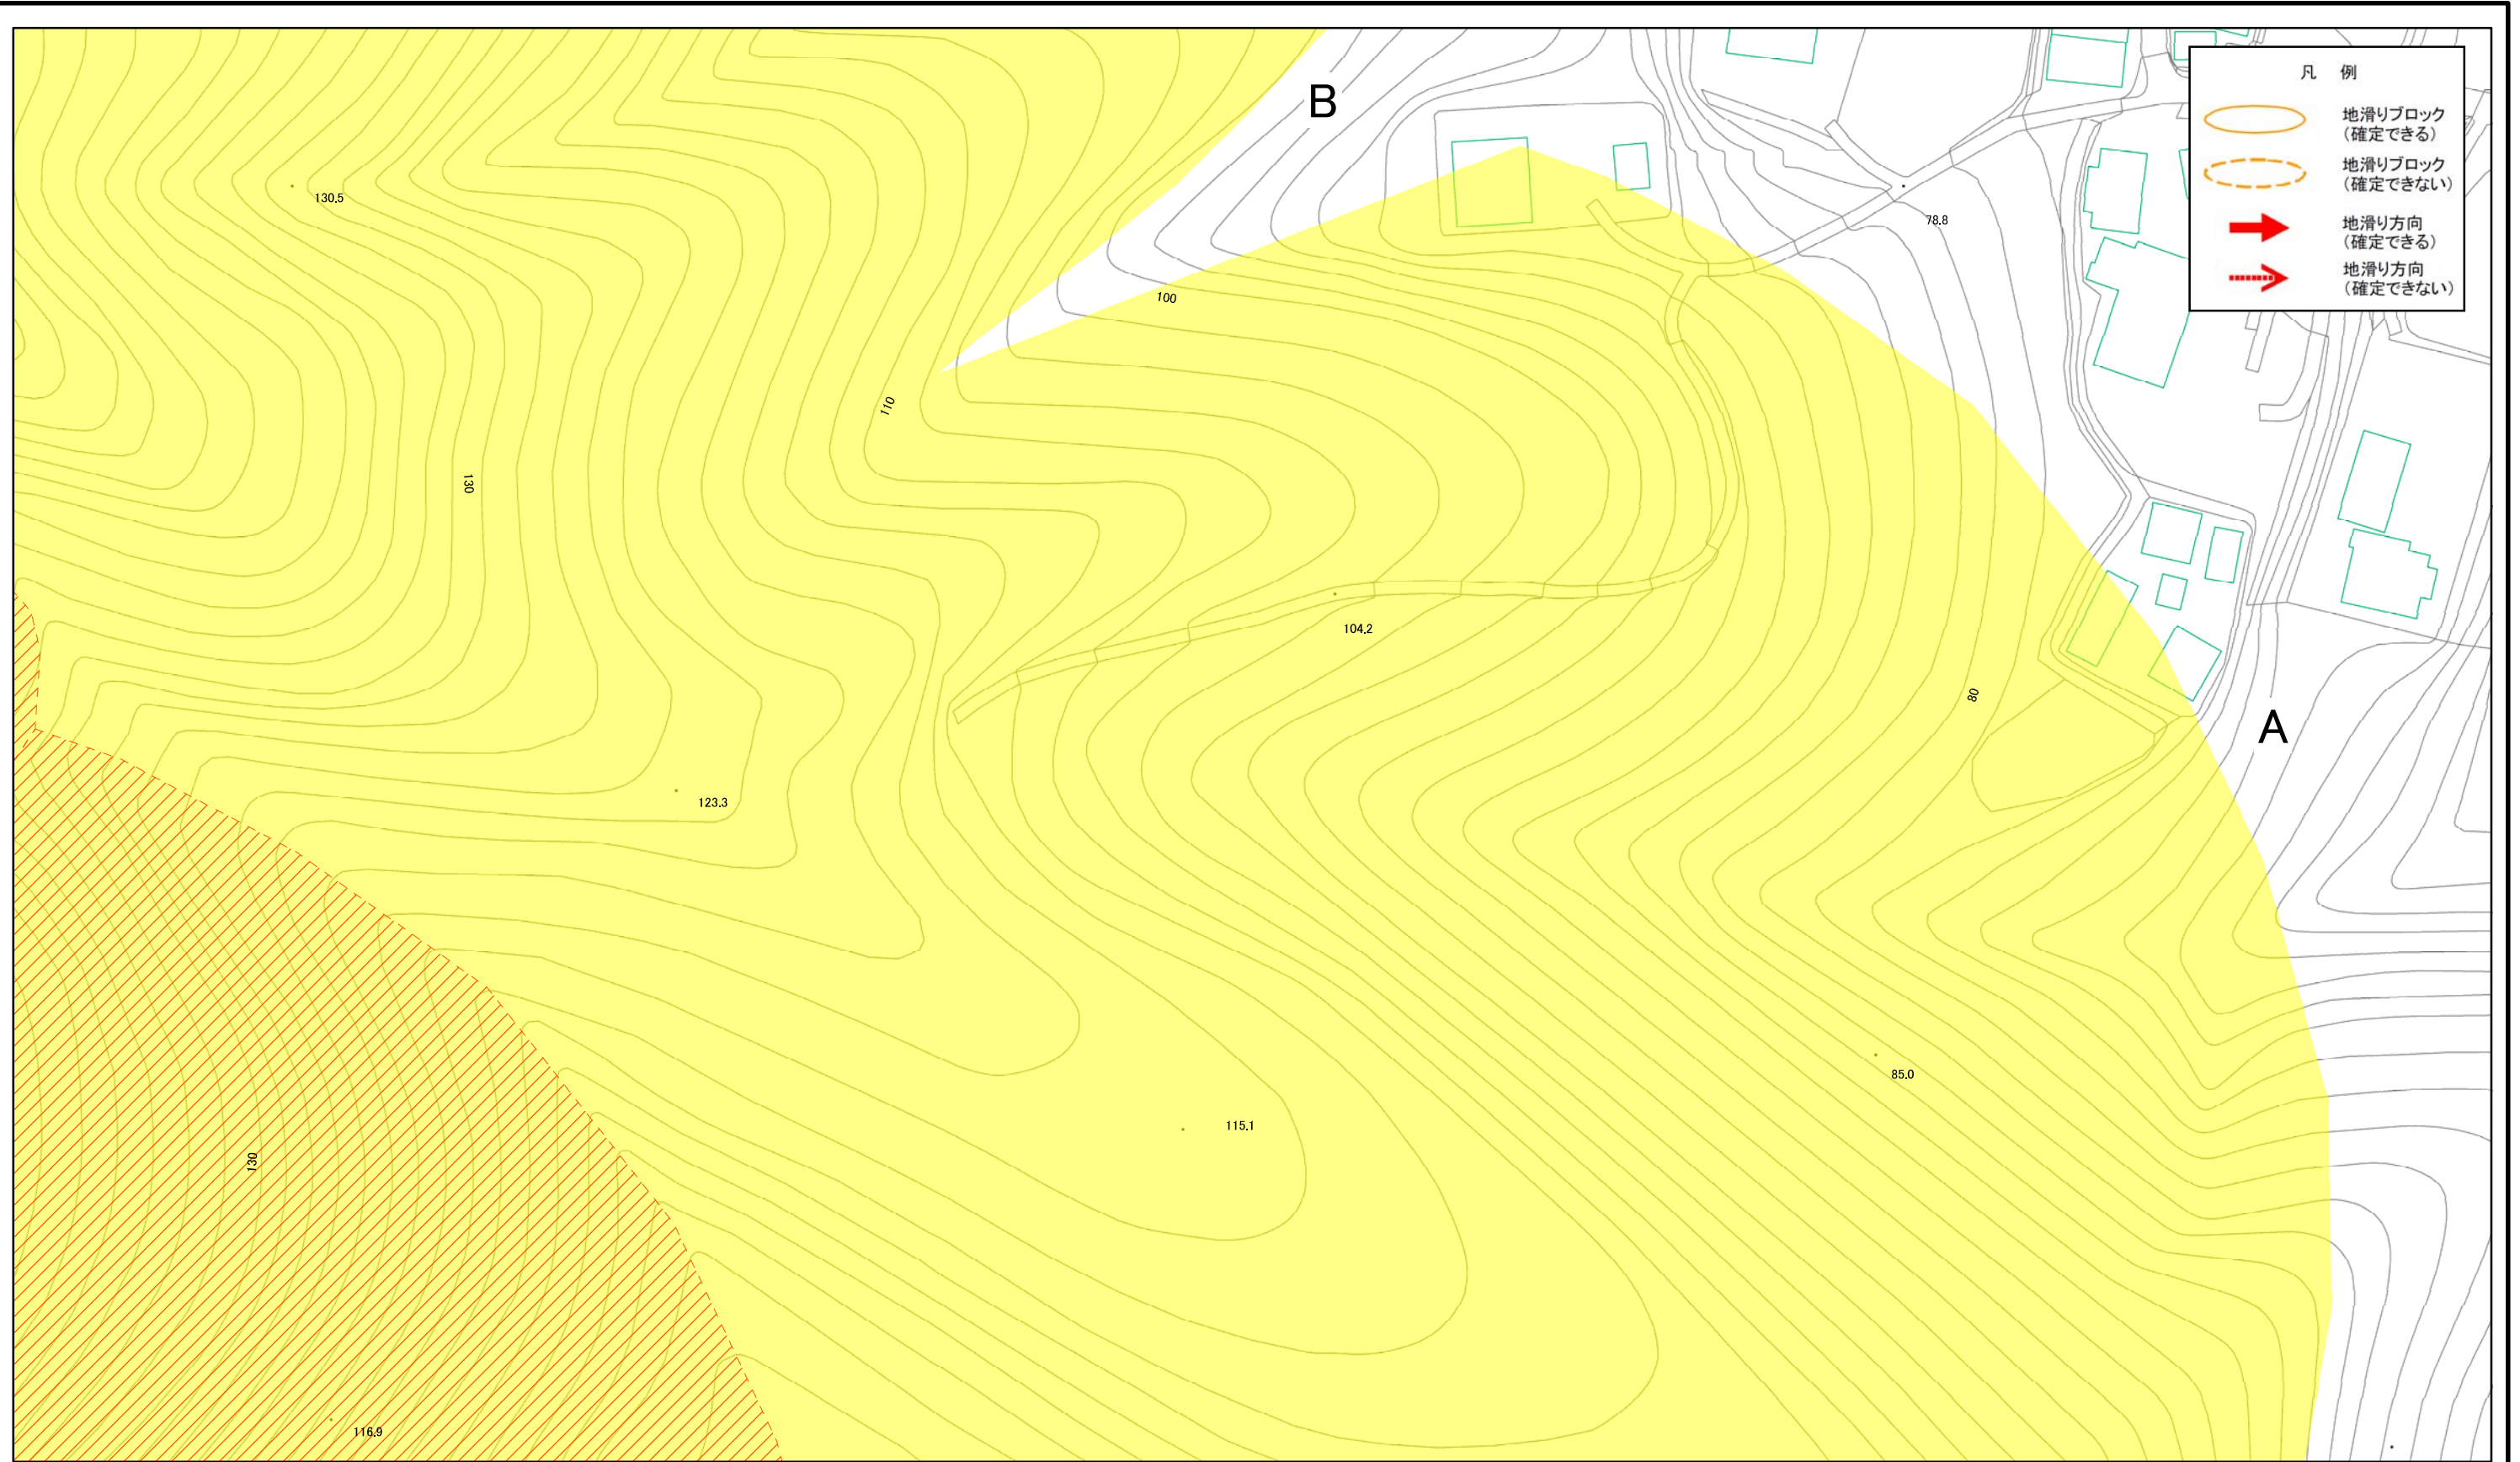 B
凡 例
地滑りブロック
(確定できる)
地滑りブロック
(確定できない)
地滑り方向
(確定できる)
地滑り方向
(確定できない)
130.5
78.8
100
110
130
104.2
80
A
123.3
85.0
115.1
130
116.9